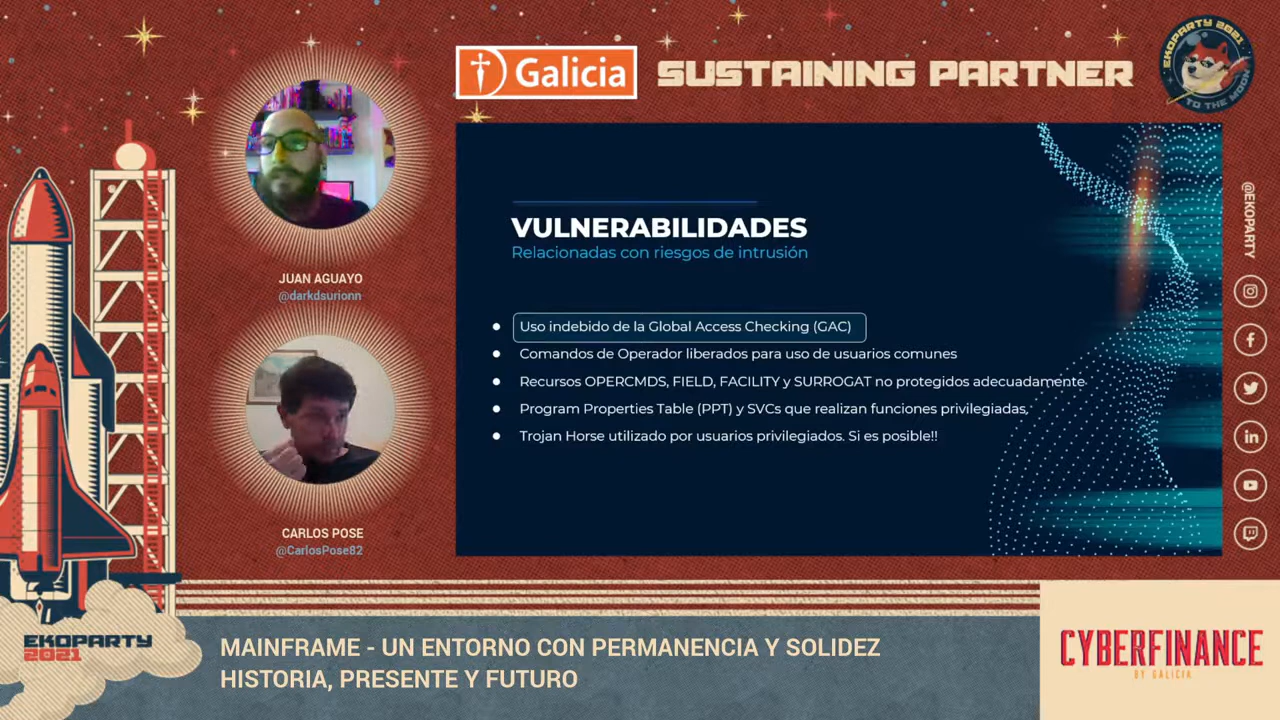 Galicia
SUSTAINING PARTNER
EKOPARTY 2021
TO THE MOON
VULNERABILIDADES
Relacionadas con riesgos de intrusión
Uso indebido de la Global Access Checking (GAC)
Comandos de Operador liberados para uso de usuarios comunes
Recursos OPERCMDS, FIELD, FACILITY y SURROGAT no protegidos adecuadamente
Program Properties Table (PPT) y SVCs que realizan funciones privilegiadas,
Trojan Horse utilizado por usuarios privilegiados. Si es posible!!
JUAN AGUAYO
@darkdsurionn
CARLOS POSE
@CarlosPose82
@EKOPARTY
EKOPARTY
2021
MAINFRAME - UN ENTORNO CON PERMANENCIA Y SOLIDEZ
HISTORIA, PRESENTE Y FUTURO
CYBERFINANCE
BY GALICIA